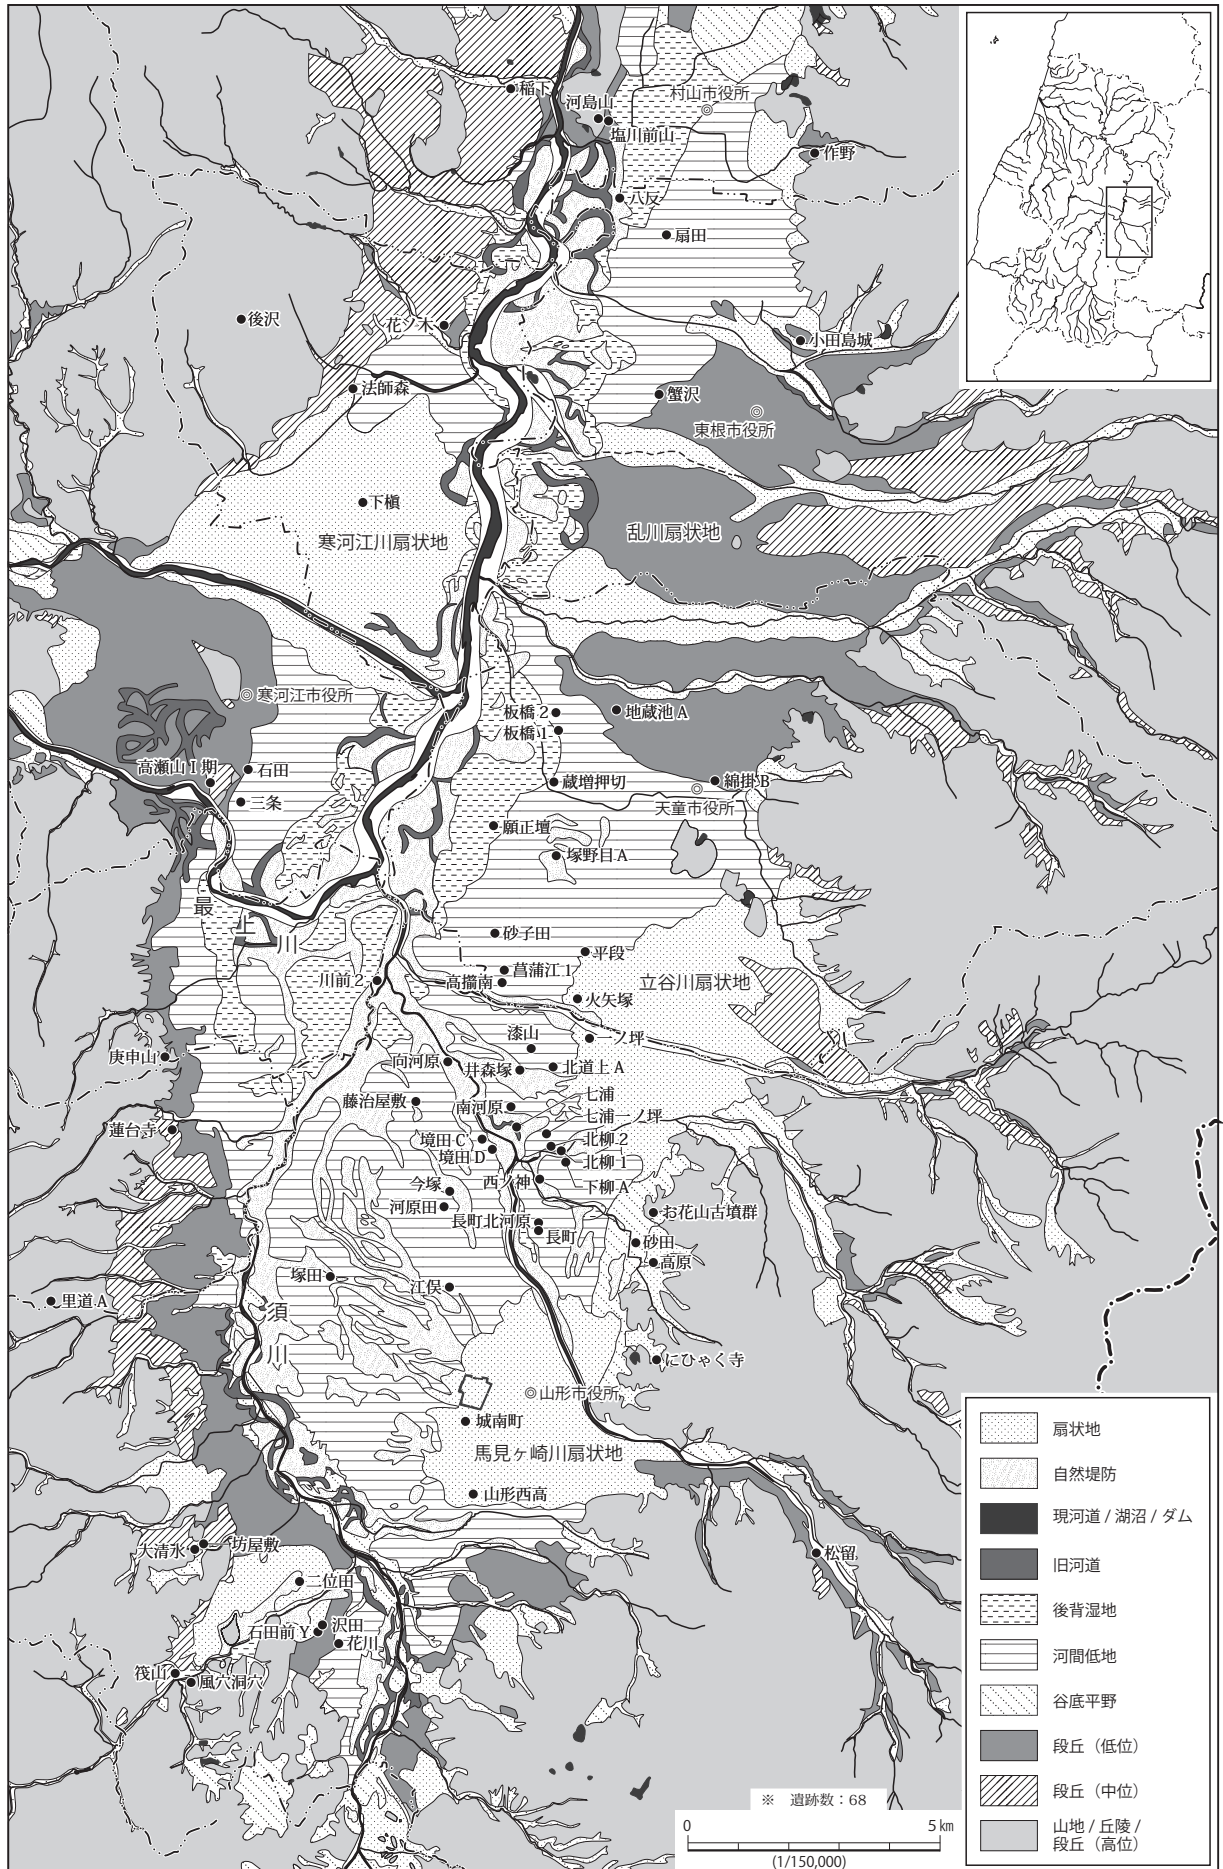 稲下
河島山
塩川前山
村山市役所
作野
八反
扇田
後沢
花ノ木
小田島城
法師森
蟹沢
東根市役所
下槇
寒河江川扇状地
乱川扇状地
寒河江市役所
板橋 2
板橋 1
地蔵池 A
高瀬山Ⅰ期
石田
三条
蔵増押切
綿掛 B
天童市役所
願正壇
塚野目 A
最
上
川
砂子田
平段
菖蒲江 1
高擶南
川前 2
立谷川扇状地
火矢塚
漆山
一ノ坪
庚申山
向河原
井森塚
北道上 A
藤治屋敷
南河原
七浦
七浦一ノ坪
蓮台寺
境田 C
境田 D
北柳 2
北柳 1
西ノ神
下柳 A
今塚
河原田
お花山古墳群
長町北河原
長町
砂田
高原
塚田
江俣
里道 A
須
川
にひゃく寺
山形市役所
城南町
馬見ヶ崎川扇状地
山形西高
大清水
坊屋敷
松留
二位田
石田前 Y
沢田
花川
筏山
風穴洞穴
扇状地
自然堤防
現河道 / 湖沼 / ダム
旧河道
後背湿地
河間低地
谷底平野
段丘（低位）
段丘（中位）
山地 / 丘陵 /
段丘（高位）
※　遺跡数：68
0
5 ㎞
(1/150,000)